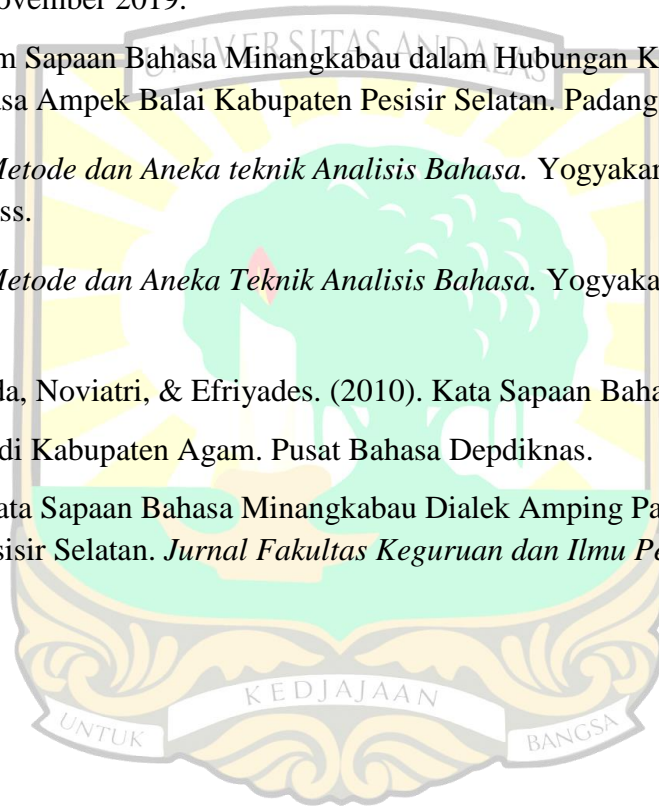 ovember 2019.
UNIVERSITAS ANDALAS
m Sapaan Bahasa Minangkabau dalam Hubungan K
asa Ampek Balai Kabupaten Pesisir Selatan. Padang
Metode dan Aneka teknik Analisis Bahasa. Yogyakar
ss.
Metode dan Aneka Teknik Analisis Bahasa. Yogyaka
da, Noviatri, & Efriyades. (2010). Kata Sapaan Baha
di Kabupaten Agam. Pusat Bahasa Depdiknas.
ata Sapaan Bahasa Minangkabau Dialek Amping Pa
sisir Selatan. Jurnal Fakultas Keguruan dan Ilmu Pe
UNTUK KEDJAJAAN BANGSA